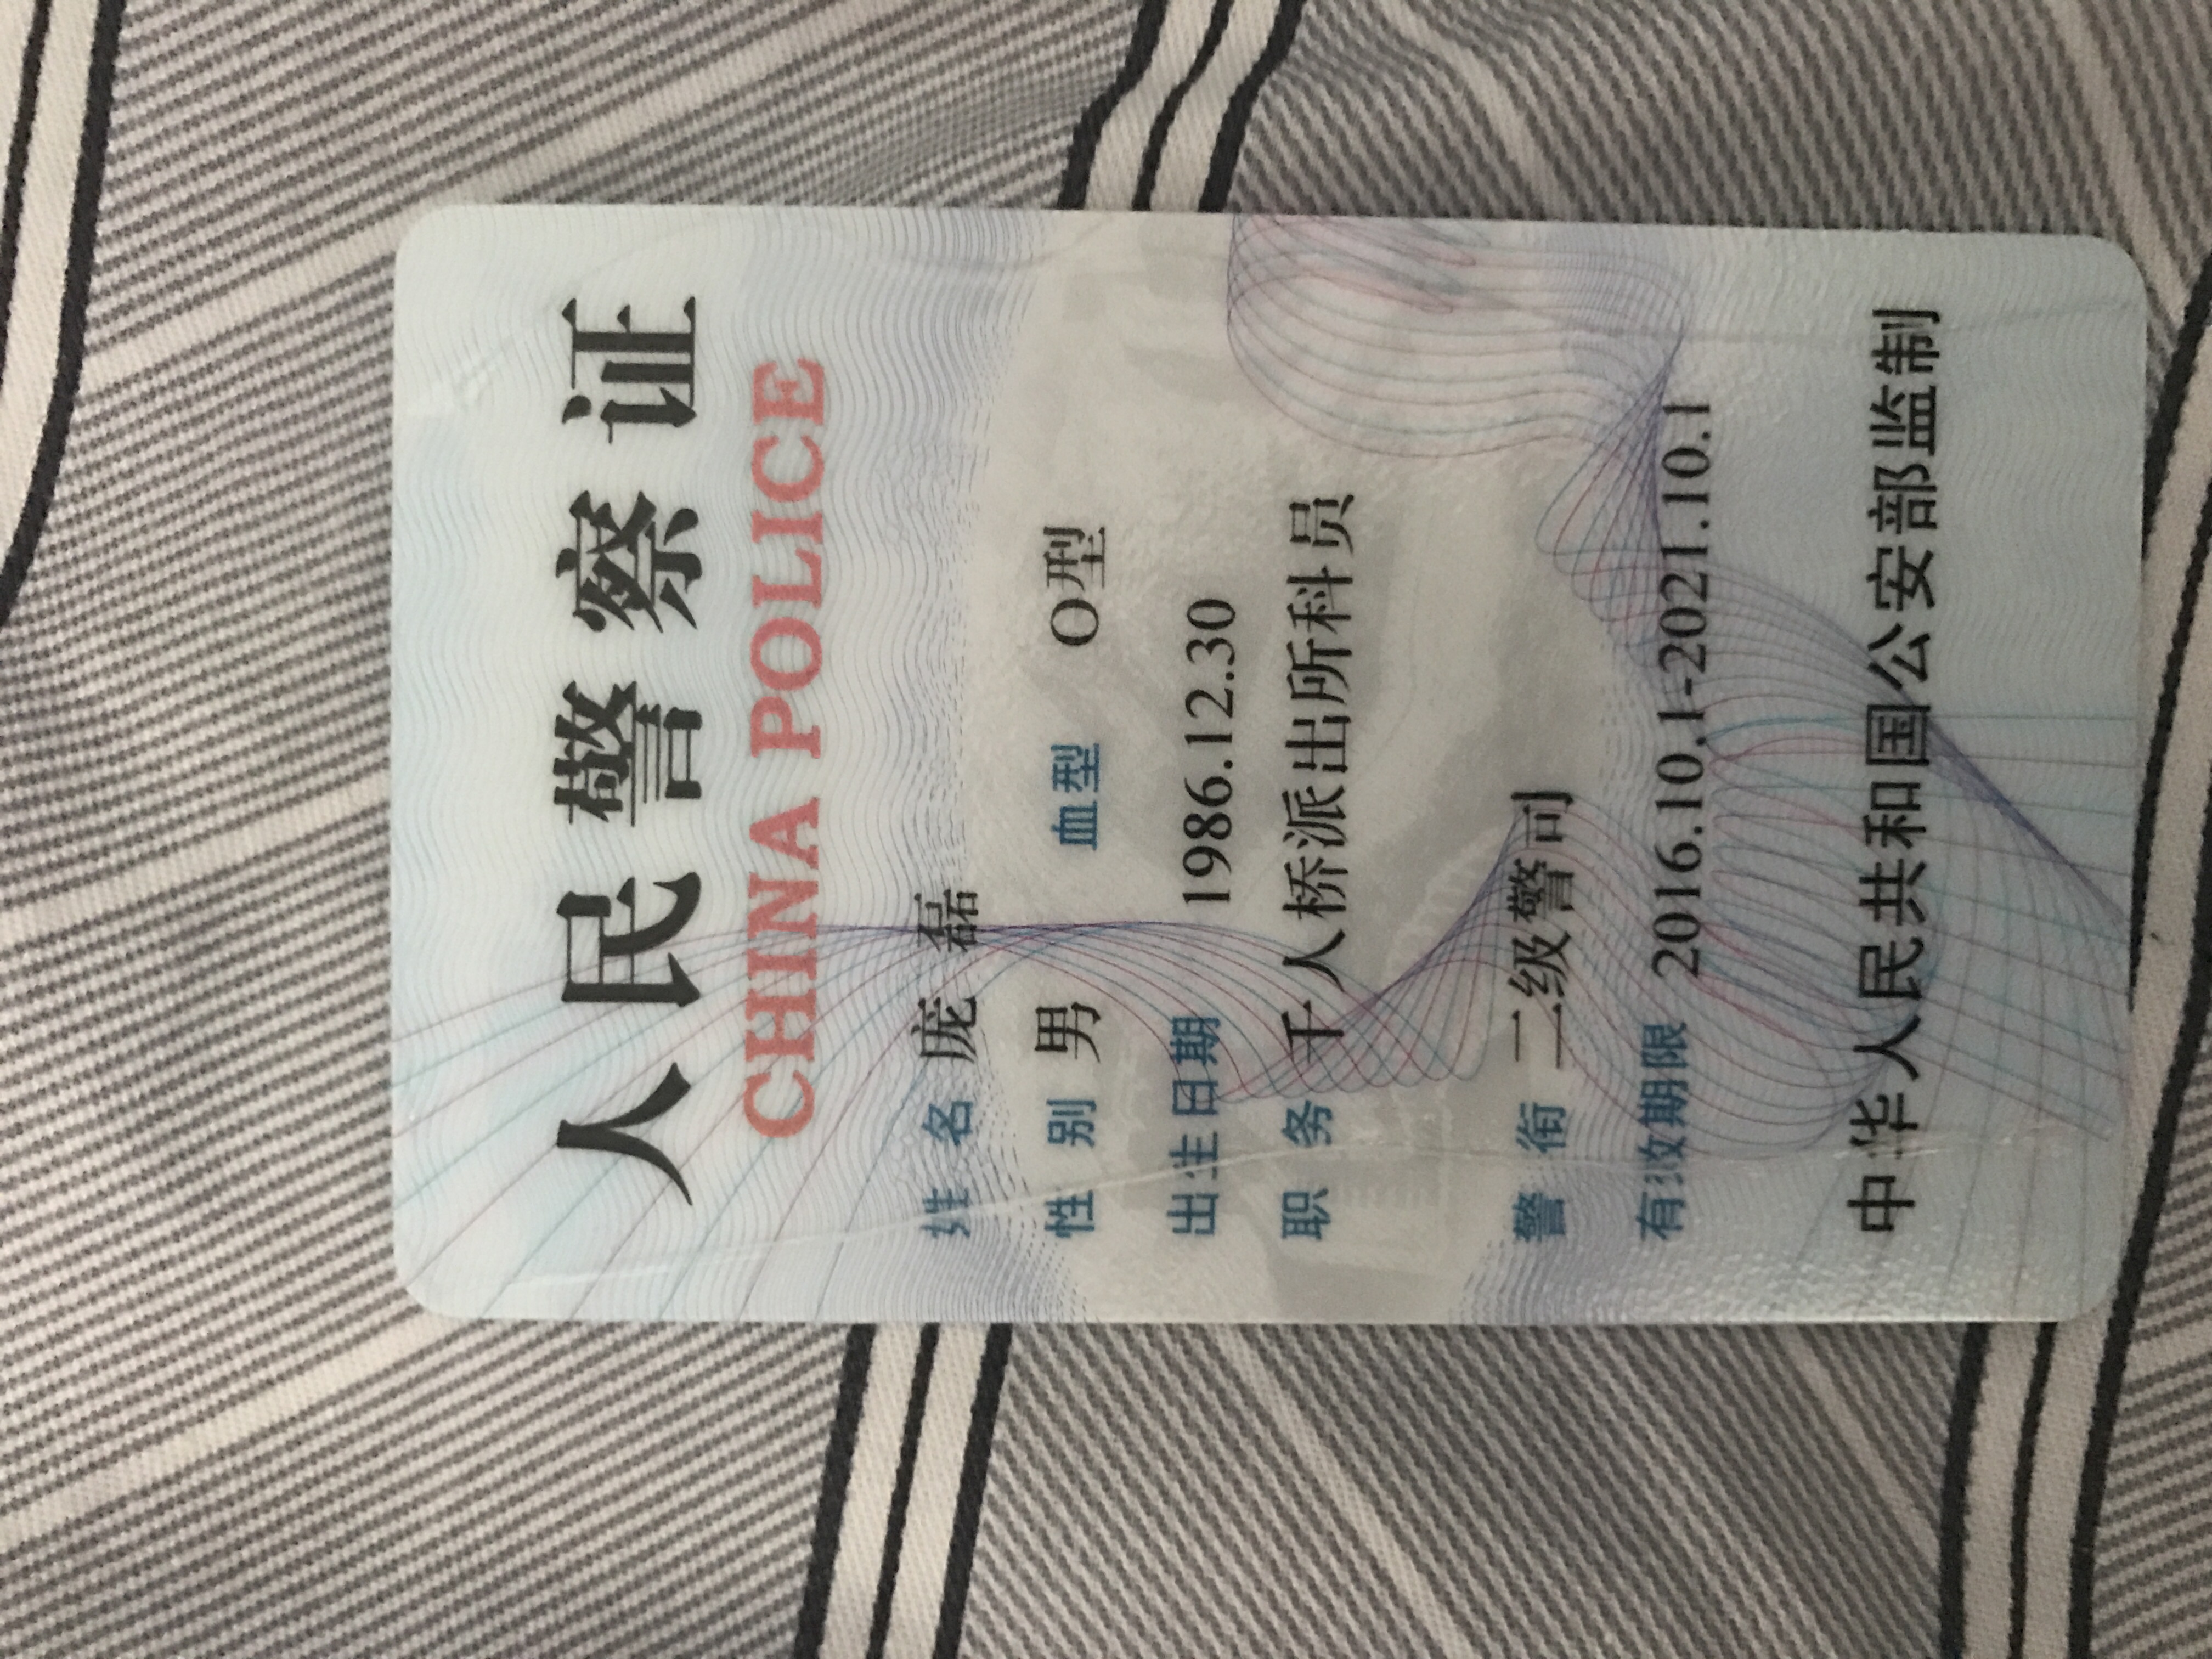 人民警察证
CHINA POLICE
姓 名 庞 磊
性 别 男 血型 O型
出生日期 1986.12.30
职 务 千人桥派出所科员
警 衔 二级警司
有效期限 2016.10.1-2021.10.1
中华人民共和国公安部监制